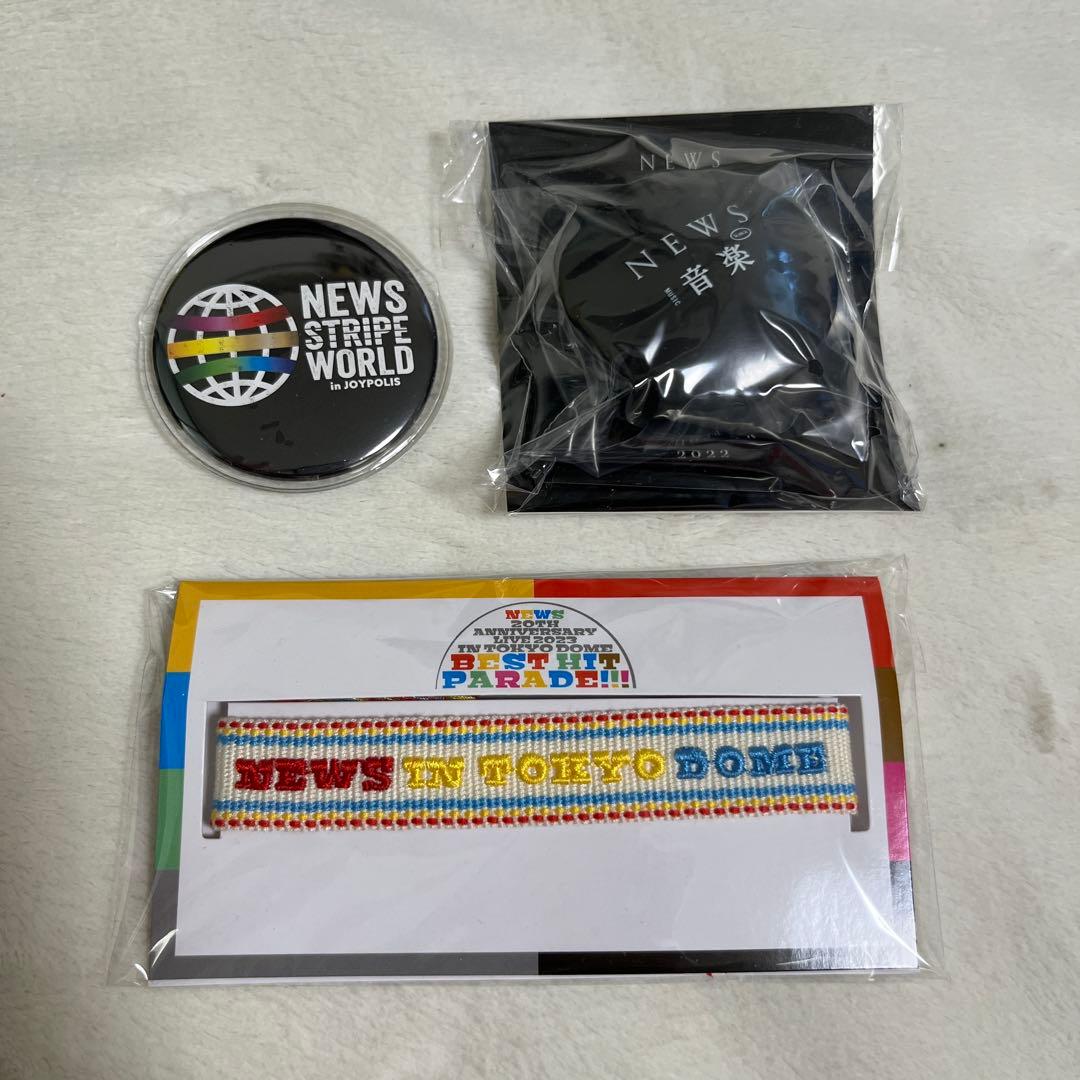 NEWS
STRIPE
WORLD
in JOYPOLIS
NEWS
NEWS
音楽
MUSIC
2022
NEWS
20TH
ANNIVERSARY
LIVE 2023
IN TOKYO DOME
BEST HIT
PARADE!!!
NEWS IN TOKYO DOME